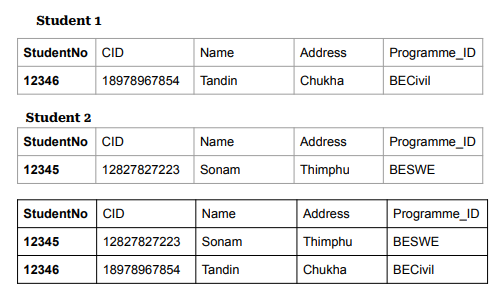 Student 1
StudentNo CID Name Address Programme_ID
12346 18978967854 Tandin Chukha BECivil
Student 2
StudentNo CID Name Address Programme_ID
12345 12827827223 Sonam Thimphu BESWE
StudentNo CID Name Address Programme_ID
12345 12827827223 Sonam Thimphu BESWE
12346 18978967854 Tandin Chukha BECivil